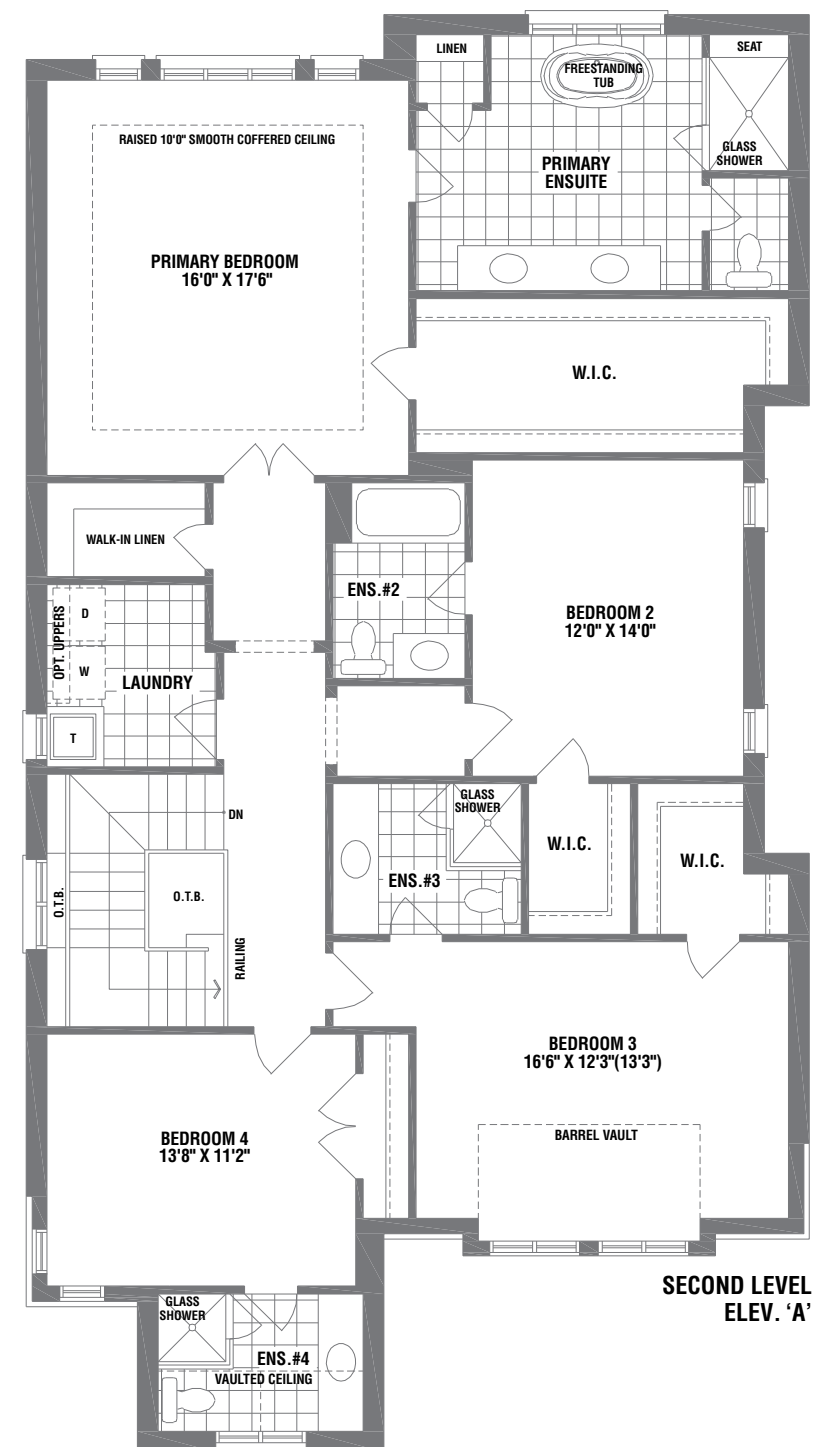 LINEN
SEAT
FREESTANDING
TUB
RAISED 10'0" SMOOTH COFFERED CEILING
GLASS
SHOWER
PRIMARY
ENSUITE
PRIMARY BEDROOM
16'0" X 17'6"
W.I.C.
WALK-IN LINEN
ENS.#2
BEDROOM 2
12'0" X 14'0"
OPT. UPPERS
D
W
LAUNDRY
T
DN
GLASS
SHOWER
W.I.C.
W.I.C.
ENS.#3
O.T.B.
O.T.B.
RAILING
BEDROOM 3
16'6" X 12'3"(13'3")
BARREL VAULT
BEDROOM 4
13'8" X 11'2"
SECOND LEVEL
ELEV. ‘A’
GLASS
SHOWER
ENS.#4
VAULTED CEILING